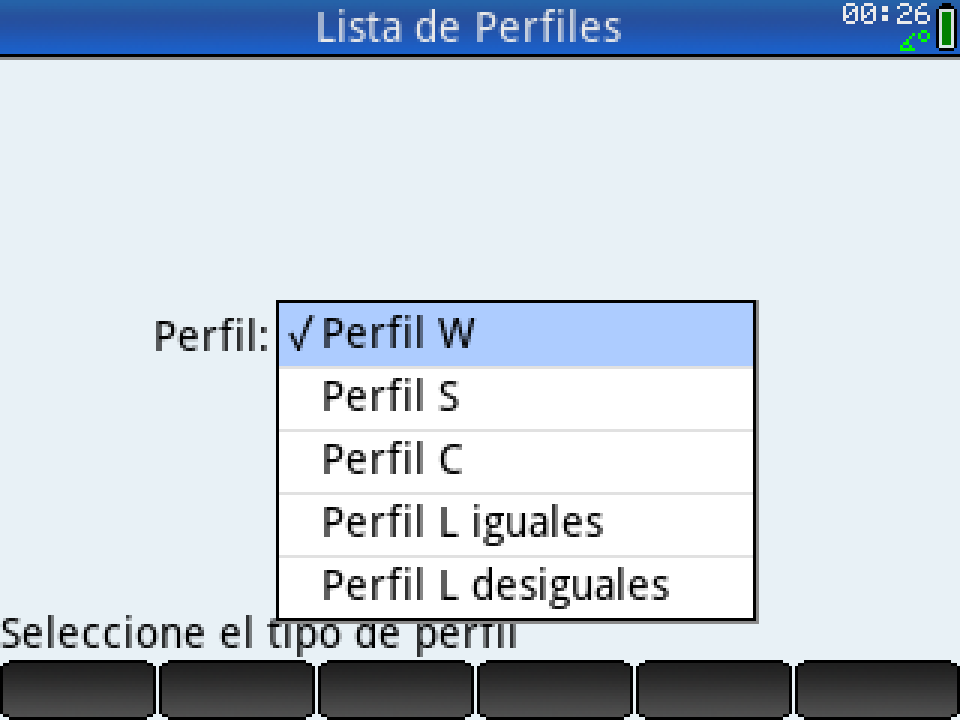 Lista de Perfiles
00:26
Perfil: √ Perfil W
Perfil S
Perfil C
Perfil L iguales
Perfil L desiguales
Seleccione el tipo de perfil